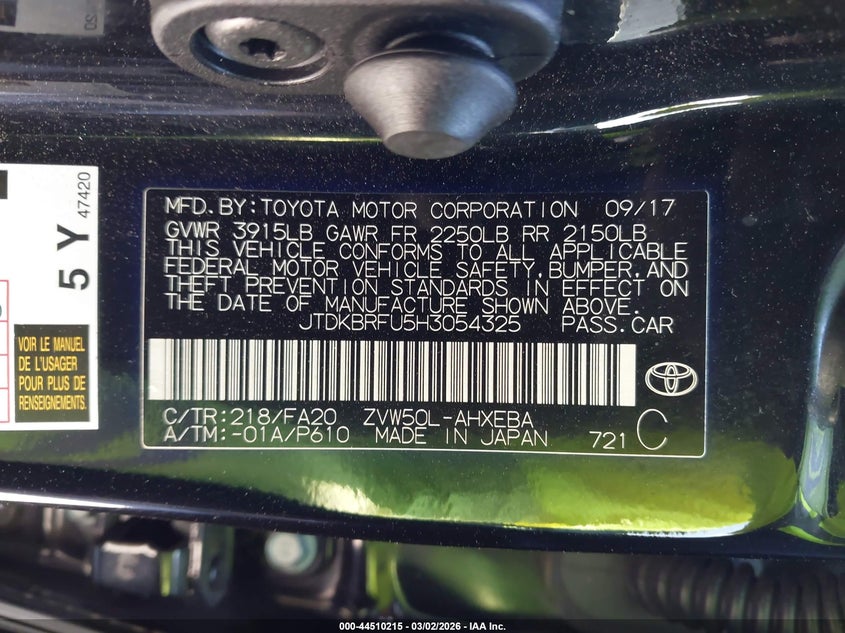 DS
5 Y
47420
VOIR LE MANUEL
DE L'USAGER
POUR PLUS DE
RENSEIGNEMENTS.
MFD.BY:TOYOTA MOTOR CORPORATION 09/17
GVWR 3915LB GAWR FR 2250LB RR 2150LB
THIS VEHICLE CONFORMS TO ALL APPLICABLE
FEDERAL MOTOR VEHICLE SAFETY,BUMPER,AND
THEFT PREVENTION STANDARDS IN EFFECT ON
THE DATE OF MANUFACTURE SHOWN ABOVE.
JTDKBRFU5H3054325 PASS.CAR
C/TR:218/FA20 ZVW50L-AHXEBA
A/TM:-01A/P610 MADE IN JAPAN 721 C
000-44510215 - 03/02/2026 - IAA Inc.